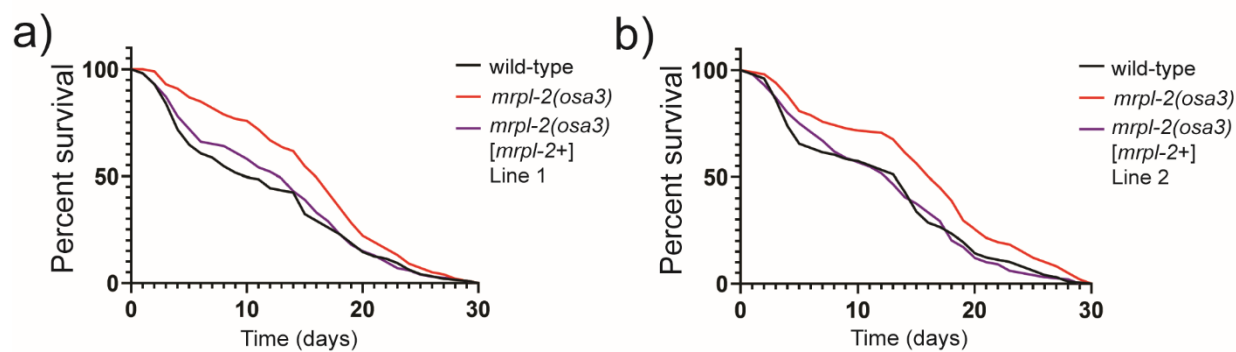 a)
Percent survival
100
50
0
0
10
20
30
Time (days)
wild-type
mrpl-2(osa3)
mrpl-2(osa3)
[mrpl-2+]
Line 1
b)
Percent survival
100
50
0
0
10
20
30
Time (days)
wild-type
mrpl-2(osa3)
mrpl-2(osa3)
[mrpl-2+]
Line 2